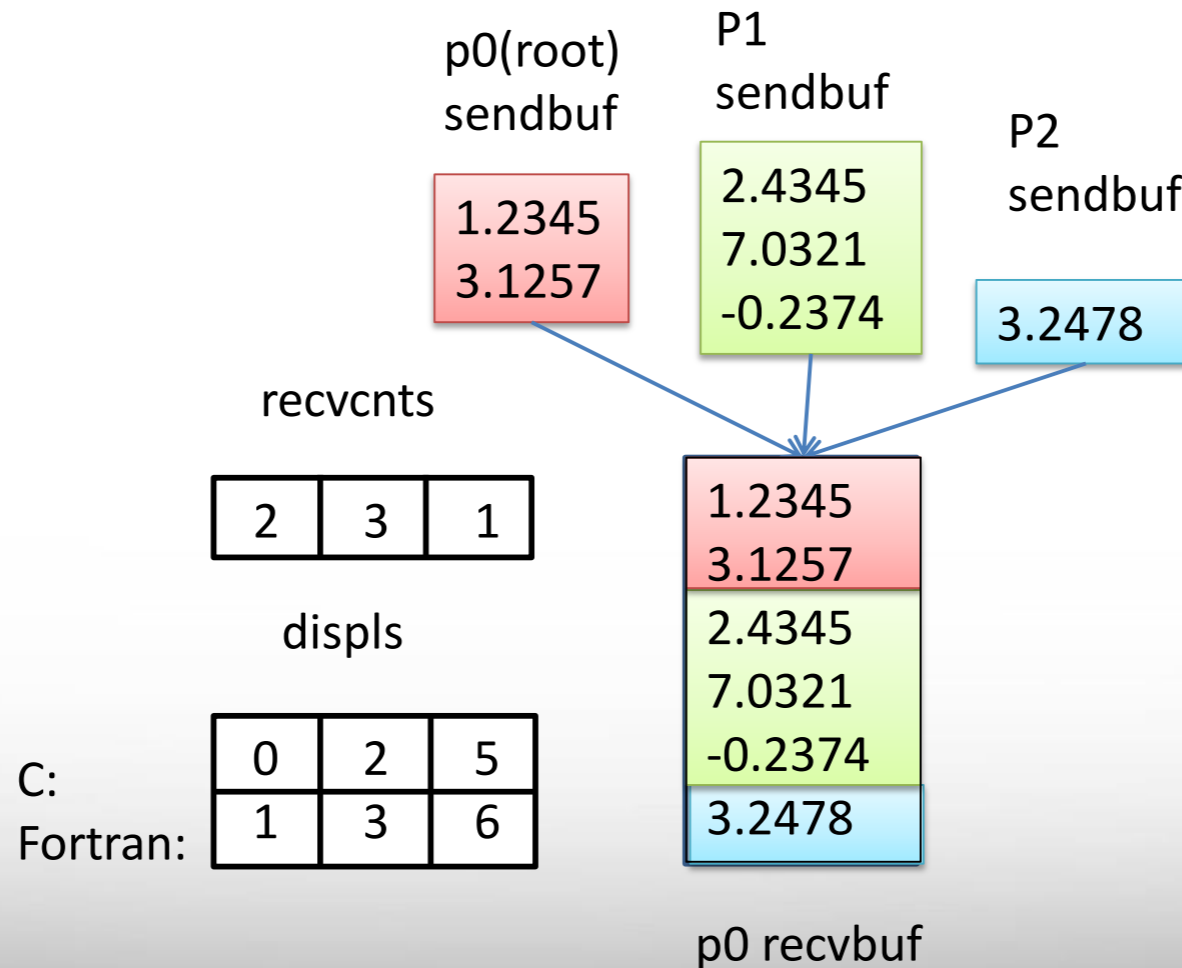 p0(root)
sendbuf
P1
sendbuf
P2
sendbuf
1.2345
3.1257
2.4345
7.0321
-0.2374
3.2478
recvcnts
2 3 1
displs
C: 0 2 5
Fortran: 1 3 6
1.2345
3.1257
2.4345
7.0321
-0.2374
3.2478
p0 recvbuf